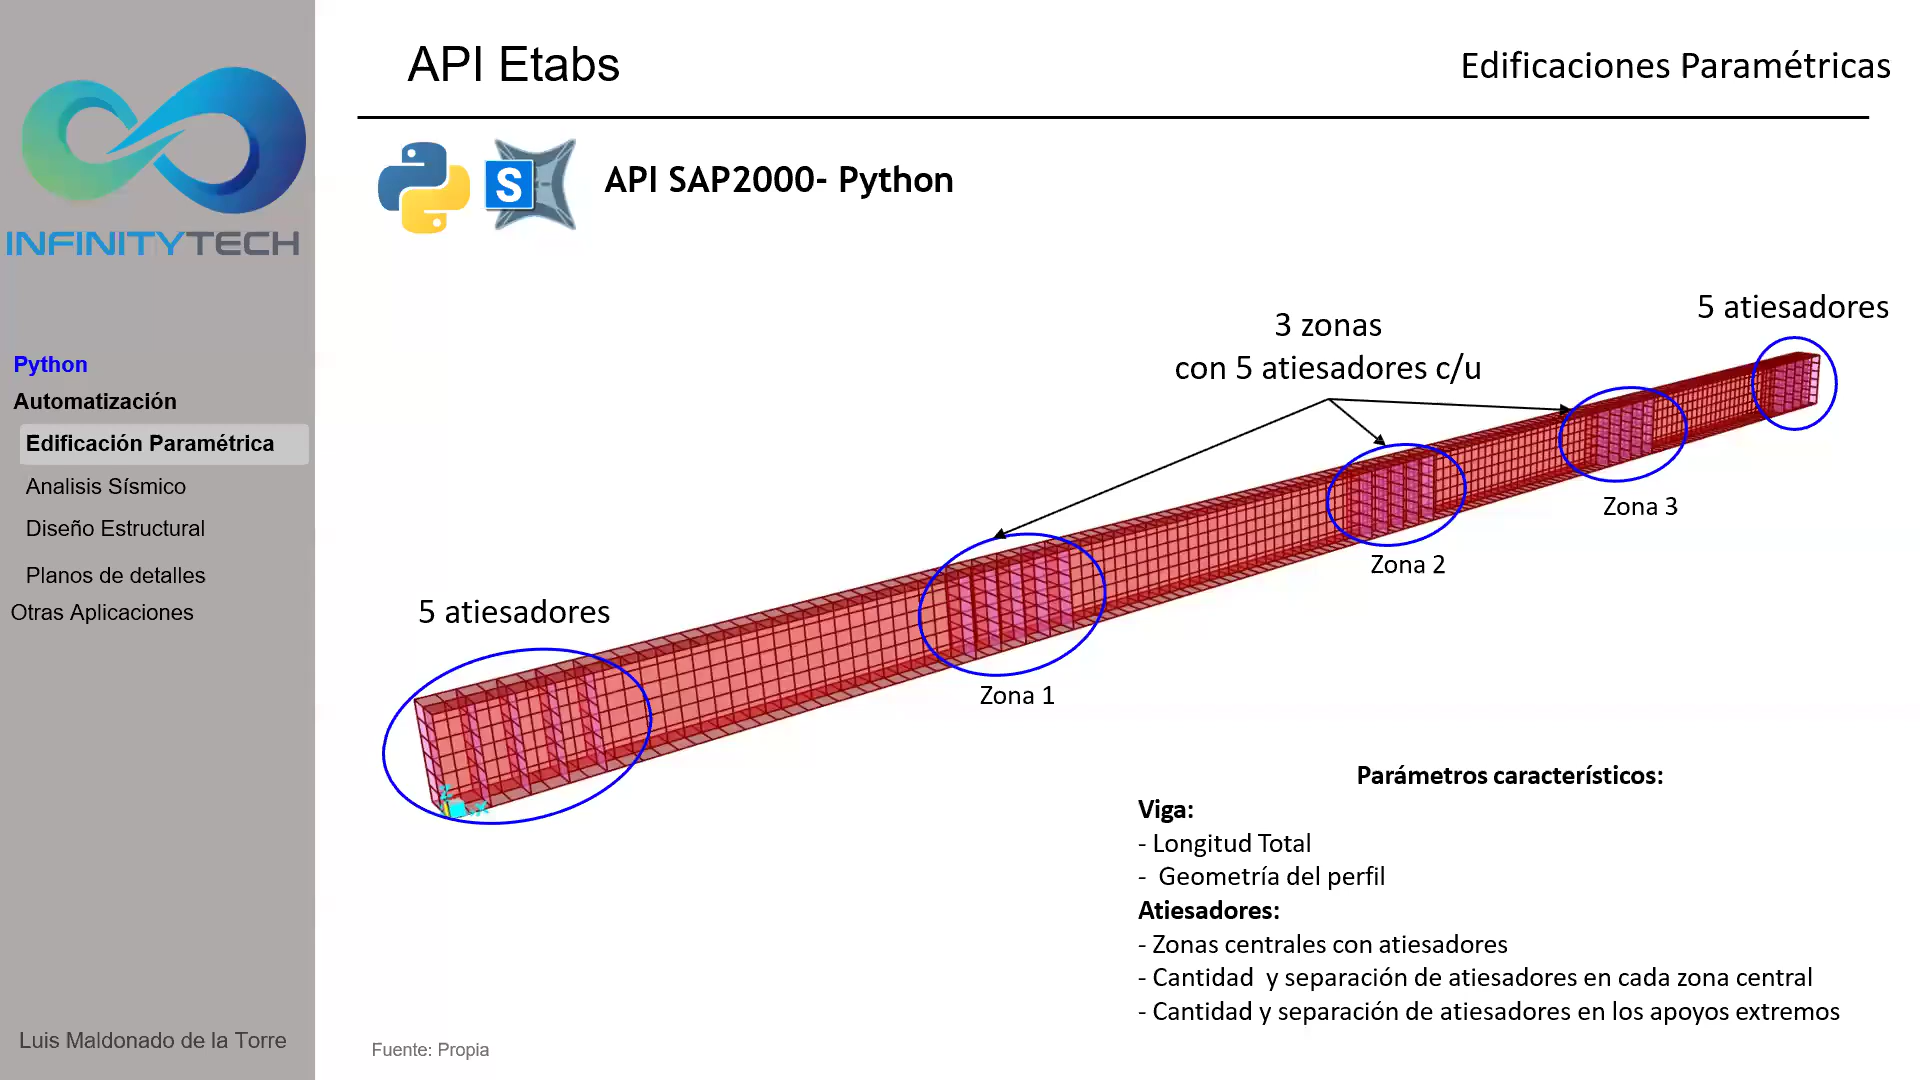 API Etabs
Edificaciones Paramétricas
INFINITYTECH
S
API SAP2000- Python
Python
Automatización
Edificación Paramétrica
Analisis Sísmico
Diseño Estructural
Planos de detalles
Otras Aplicaciones
5 atiesadores
3 zonas
con 5 atiesadores c/u
5 atiesadores
Zona 1
Zona 2
Zona 3
Z
X
Parámetros característicos:
Viga:
- Longitud Total
- Geometría del perfil
Atiesadores:
- Zonas centrales con atiesadores
- Cantidad y separación de atiesadores en cada zona central
- Cantidad y separación de atiesadores en los apoyos extremos
Luis Maldonado de la Torre
Fuente: Propia